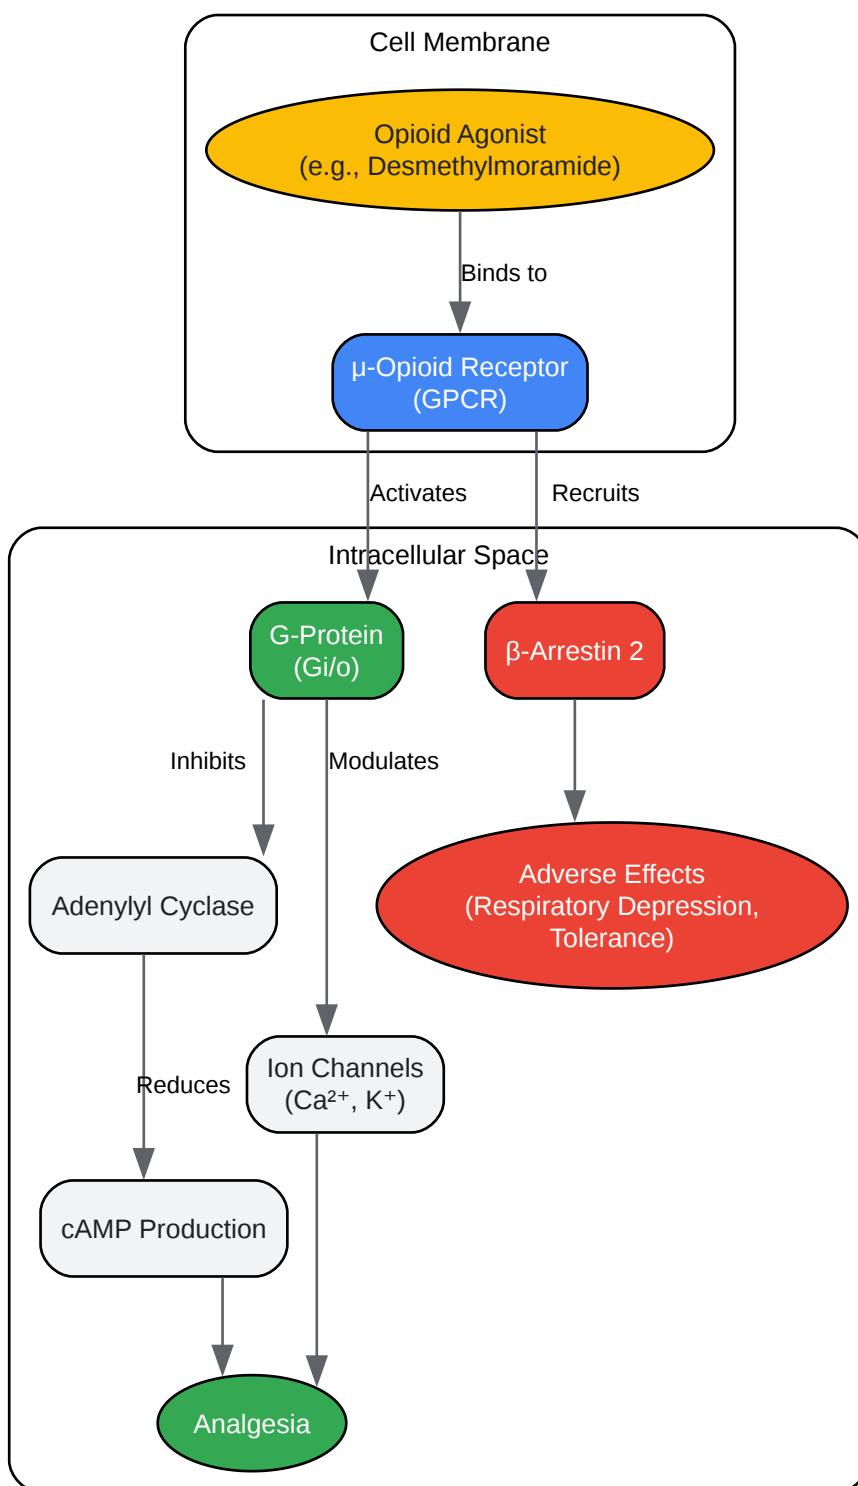 Cell Membrane
Opioid Agonist
(e.g., Desmethylmoramide)
Binds to
μ-Opioid Receptor
(GPCR)
Activates
Recruits
Intracellular Space
G-Protein
(Gi/o)
β-Arrestin 2
Inhibits
Modulates
Adenylyl Cyclase
Adverse Effects
(Respiratory Depression,
Tolerance)
Ion Channels
(Ca²⁺, K⁺)
Reduces
cAMP Production
Analgesia